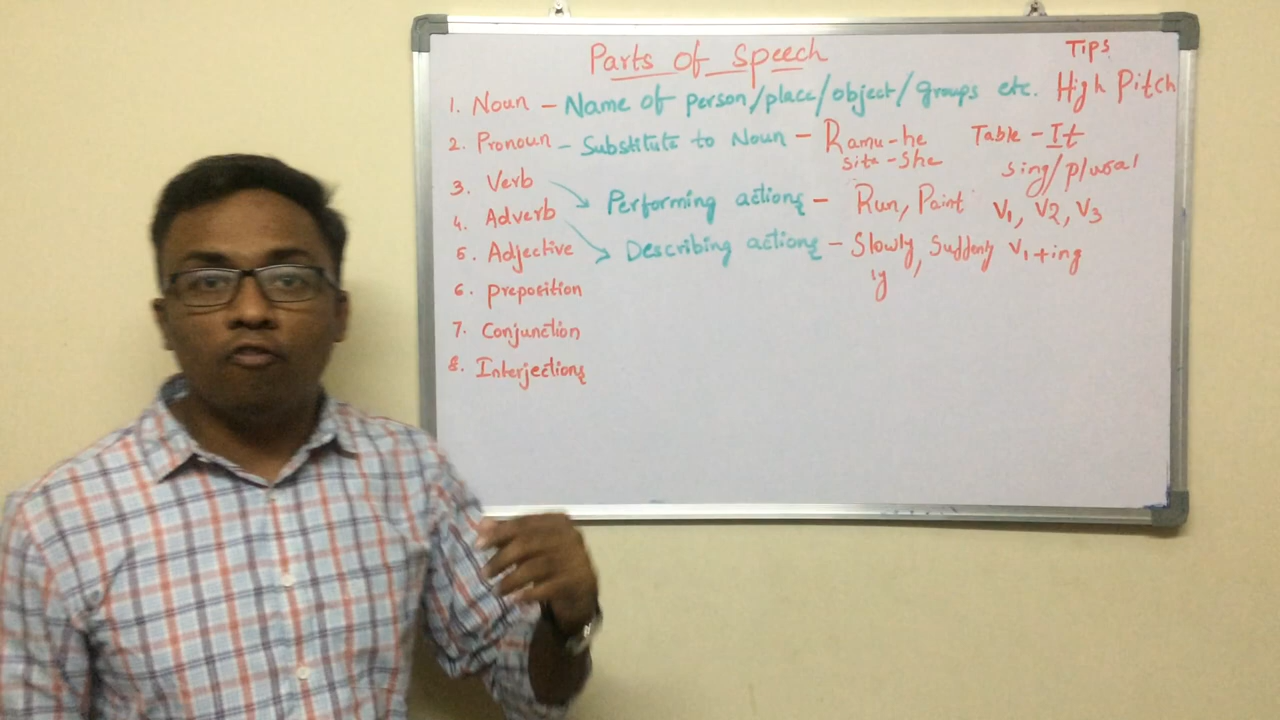 Parts of Speech
Tips
1. Noun – Name of person/place/object/groups etc. High Pitch
2. Pronoun – Substitute to Noun – Ramu-he Table – It
sita-She sing/plural
3. Verb Performing actions – Run, Paint V1, V2, V3
4. Adverb Describing actions – Slowly, Suddenly V1+ing
5. Adjective
'ly
6. Preposition
7. Conjunction
8. Interjections